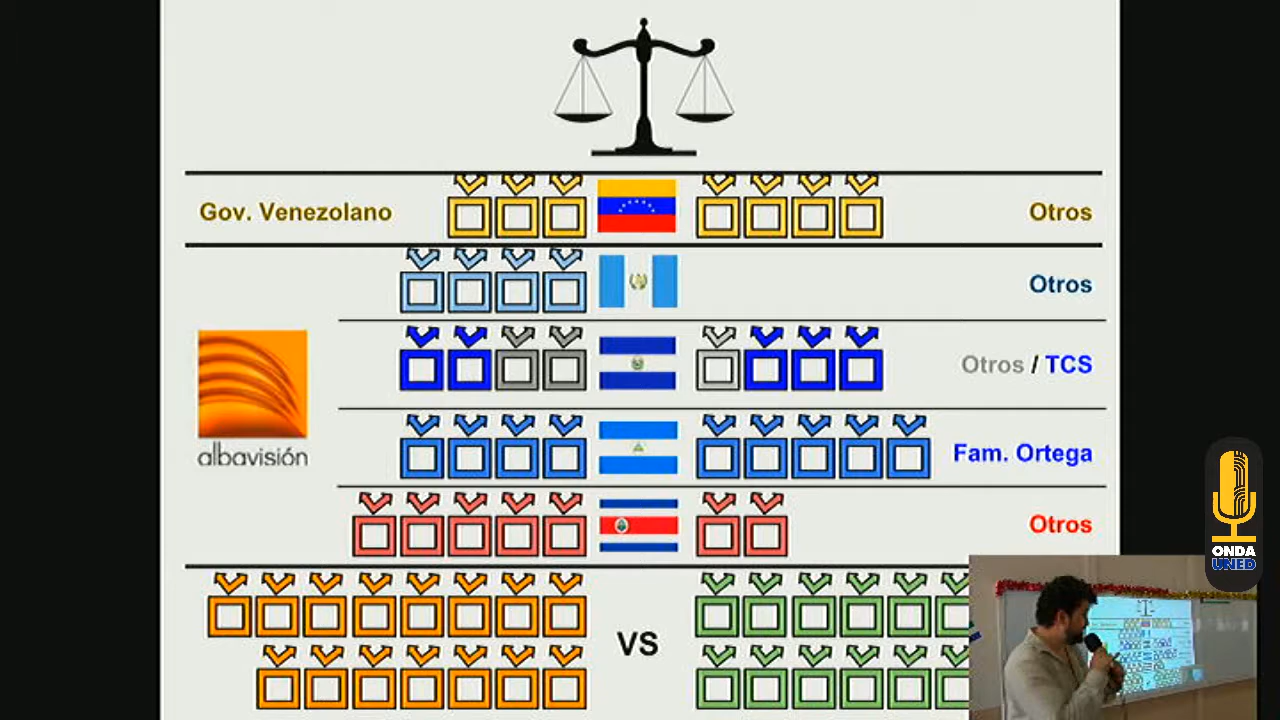 Gov. Venezolano
Otros
Otros
albavisión
Otros / TCS
Fam. Ortega
Otros
VS
ONDA
UNED